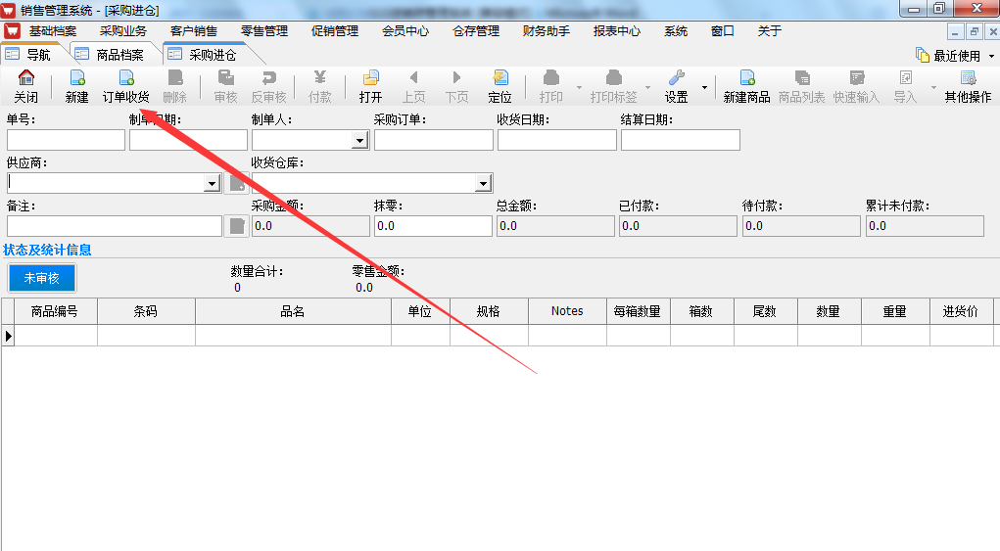 销售管理系统 - [采购进仓]
基础档案 采购业务 客户销售 零售管理 促销管理 会员中心 仓存管理 财务助手 报表中心 系统 窗口 关于
导航 商品档案 采购进仓 最近使用
关闭 新建 订单收货 删除 审核 反审核 付款 打开 上页 下页 定位 打印 打印标签 设置 新建商品 商品列表 快速输入 导入 其他操作
单号: 制单日期: 制单人: 采购订单: 收货日期: 结算日期:
供应商: 收货仓库:
备注: 采购金额: 抹零: 总金额: 已付款: 待付款: 累计未付款:
0.0 0.0 0.0 0.0 0.0 0.0
状态及统计信息
未审核 数量合计: 零售金额:
0 0.0
商品编号 条码 品名 单位 规格 Notes 每箱数量 箱数 尾数 数量 重量 进货价